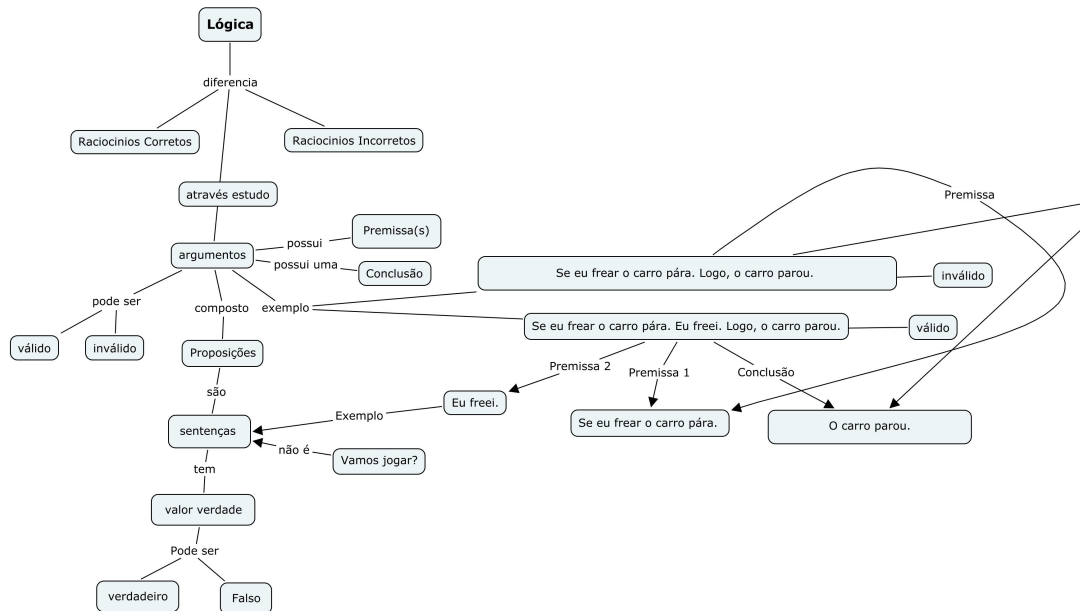 Lógica
diferencia
Raciocinios Corretos
Raciocinios Incorretos
através estudo
Premissa
Premissa(s)
possui
argumentos
possui uma
Conclusão
Se eu frear o carro pára. Logo, o carro parou.
inválido
pode ser
composto
exemplo
Se eu frear o carro pára. Eu freei. Logo, o carro parou.
válido
válido
inválido
Proposições
Premissa 2
Premissa 1
Conclusão
são
Eu freei.
Exemplo
Se eu frear o carro pára.
O carro parou.
sentenças
não é
Vamos jogar?
tem
valor verdade
Pode ser
verdadeiro
Falso